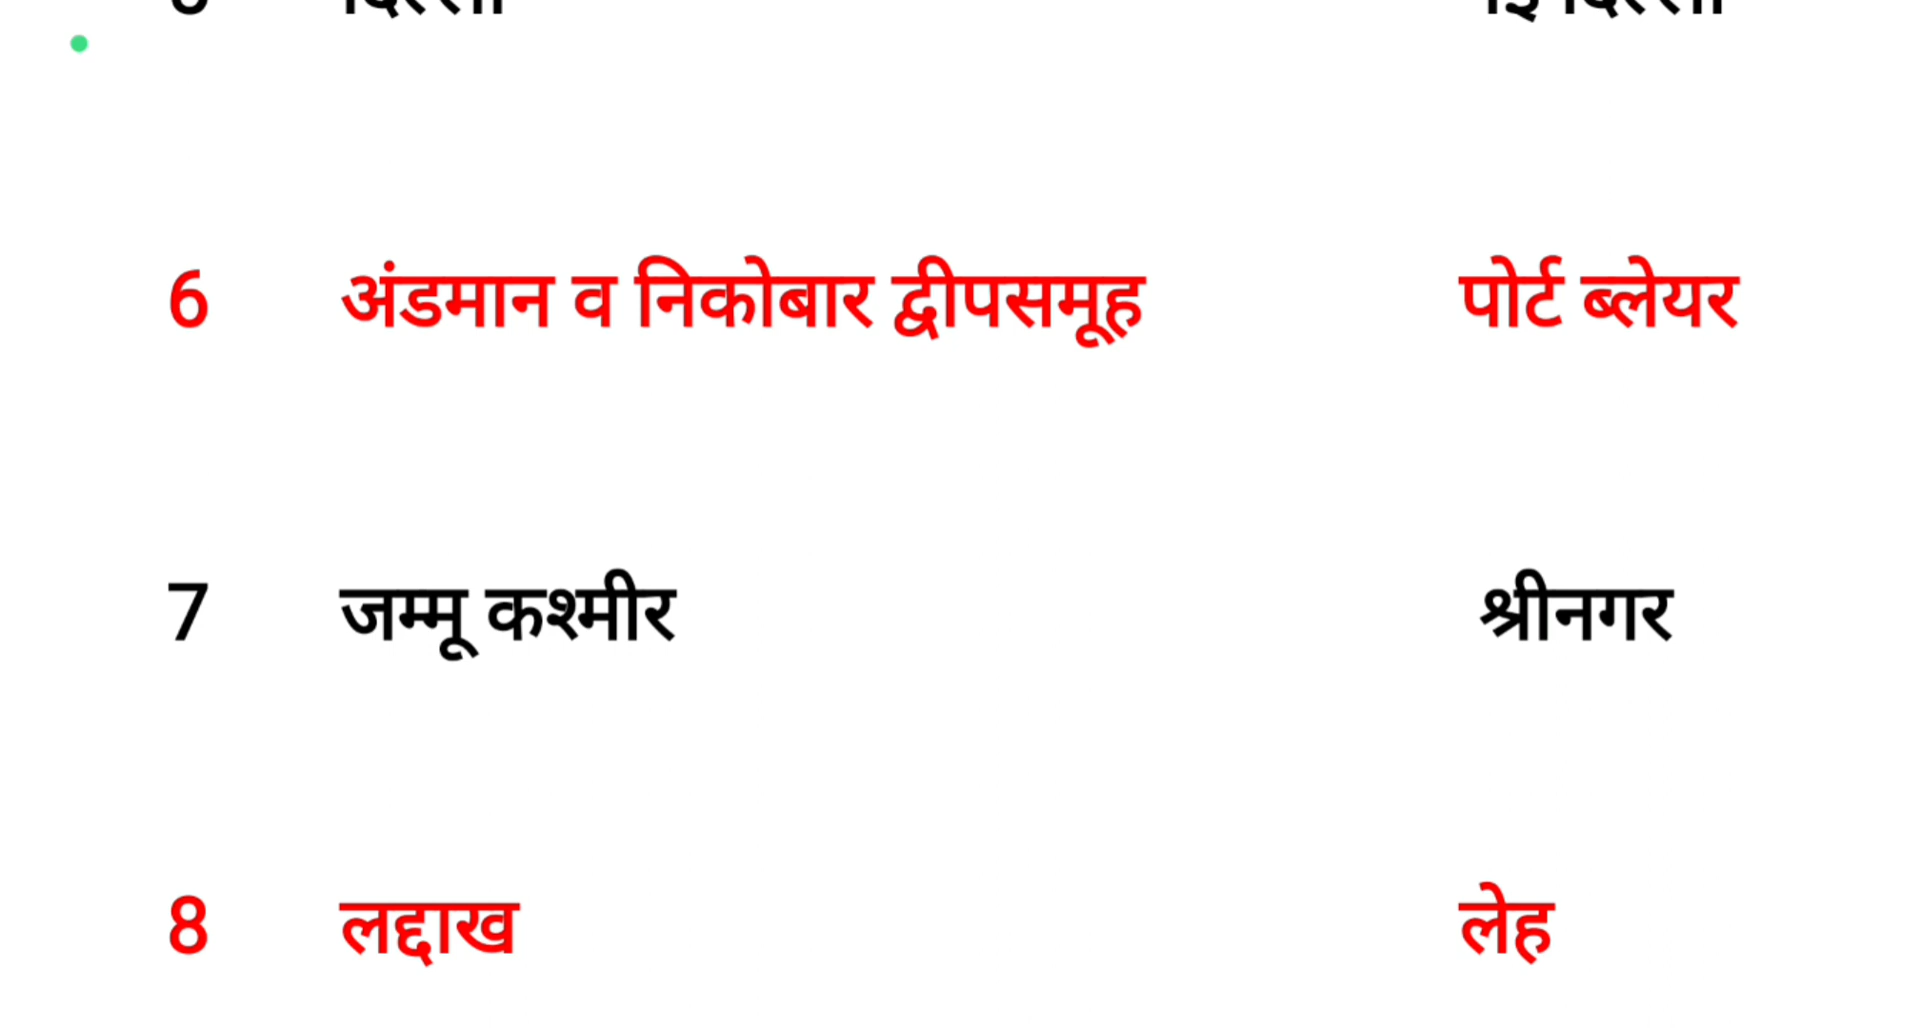 6 अंडमान व निकोबार द्वीपसमूह पोर्ट ब्लेयर
7 जम्मू कश्मीर श्रीनगर
8 लद्दाख लेह